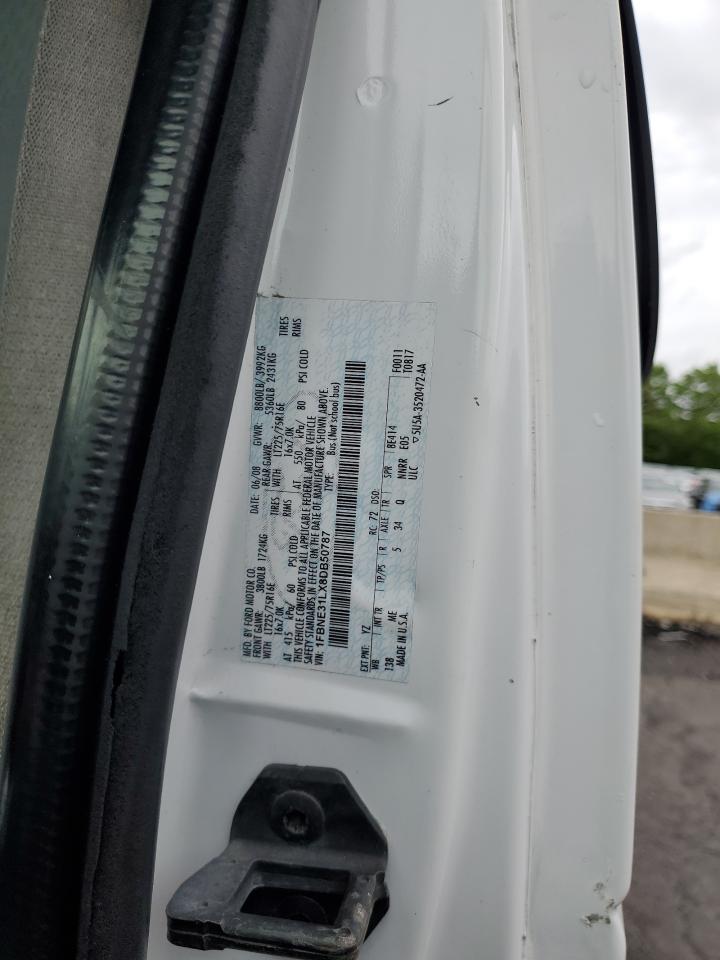 MFD. BY FORD MOTOR CO. DATE: 06/08 GVWR: 8800LB/ 3992KG
FRONT GAWR: 3800LB 1724KG REAR GAWR: 5360LB 2431KG
WITH LT225/75R16E TIRES WITH LT225/75R16E TIRES
16x7.0K RIMS 16x7.0K RIMS
AT 415 kPa/ 60 PSI COLD AT 550 kPa/ 80 PSI COLD
THIS VEHICLE CONFORMS TO ALL APPLICABLE FEDERAL MOTOR VEHICLE
SAFETY STANDARDS IN EFFECT ON THE DATE OF MANUFACTURE SHOWN ABOVE.
VIN: 1FBNE31LX8DB50787 TYPE: Bus (Not school bus)
EXT PNT: YZ RC: 72 DSO: F0011
WB INT TR TP/PS R AXLE TR SPR T0817
138 ME 5 34 Q NNRR BE414 E05
MADE IN U.S.A. ULC 5U5A-3520472-AA